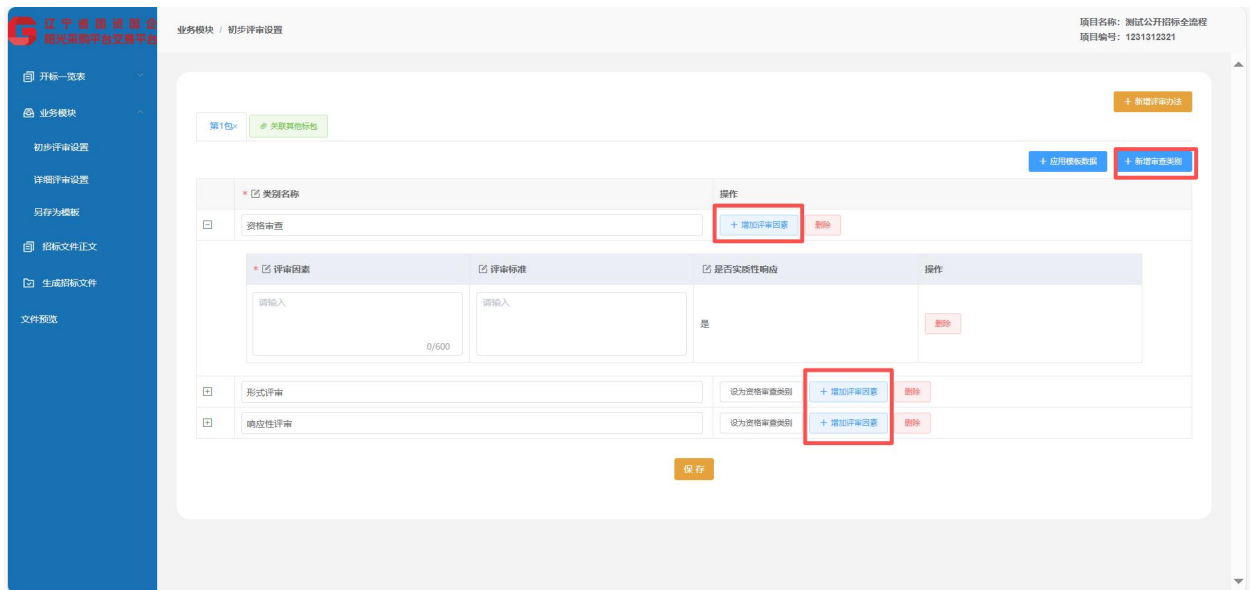 辽宁省国资国企
阳光采购平台交易平台
业务模块 / 初步评审设置
项目名称：测试公开招标全流程
项目编号：1231312321
开标一览表
业务模块
初步评审设置
详细评审设置
另存为模板
招标文件正文
生成招标文件
文件预览
+ 新增评审办法
第1包×
关联其他标包
+ 应用模板数据
+ 新增审查类别
* 类别名称 操作
资格审查 + 增加评审因素 删除
* 评审因素 评审标准 是否实质性响应 操作
请输入 请输入
是 删除
0/600
形式评审 设为资格审查类别 + 增加评审因素 删除
响应性评审 设为资格审查类别 + 增加评审因素 删除
保存